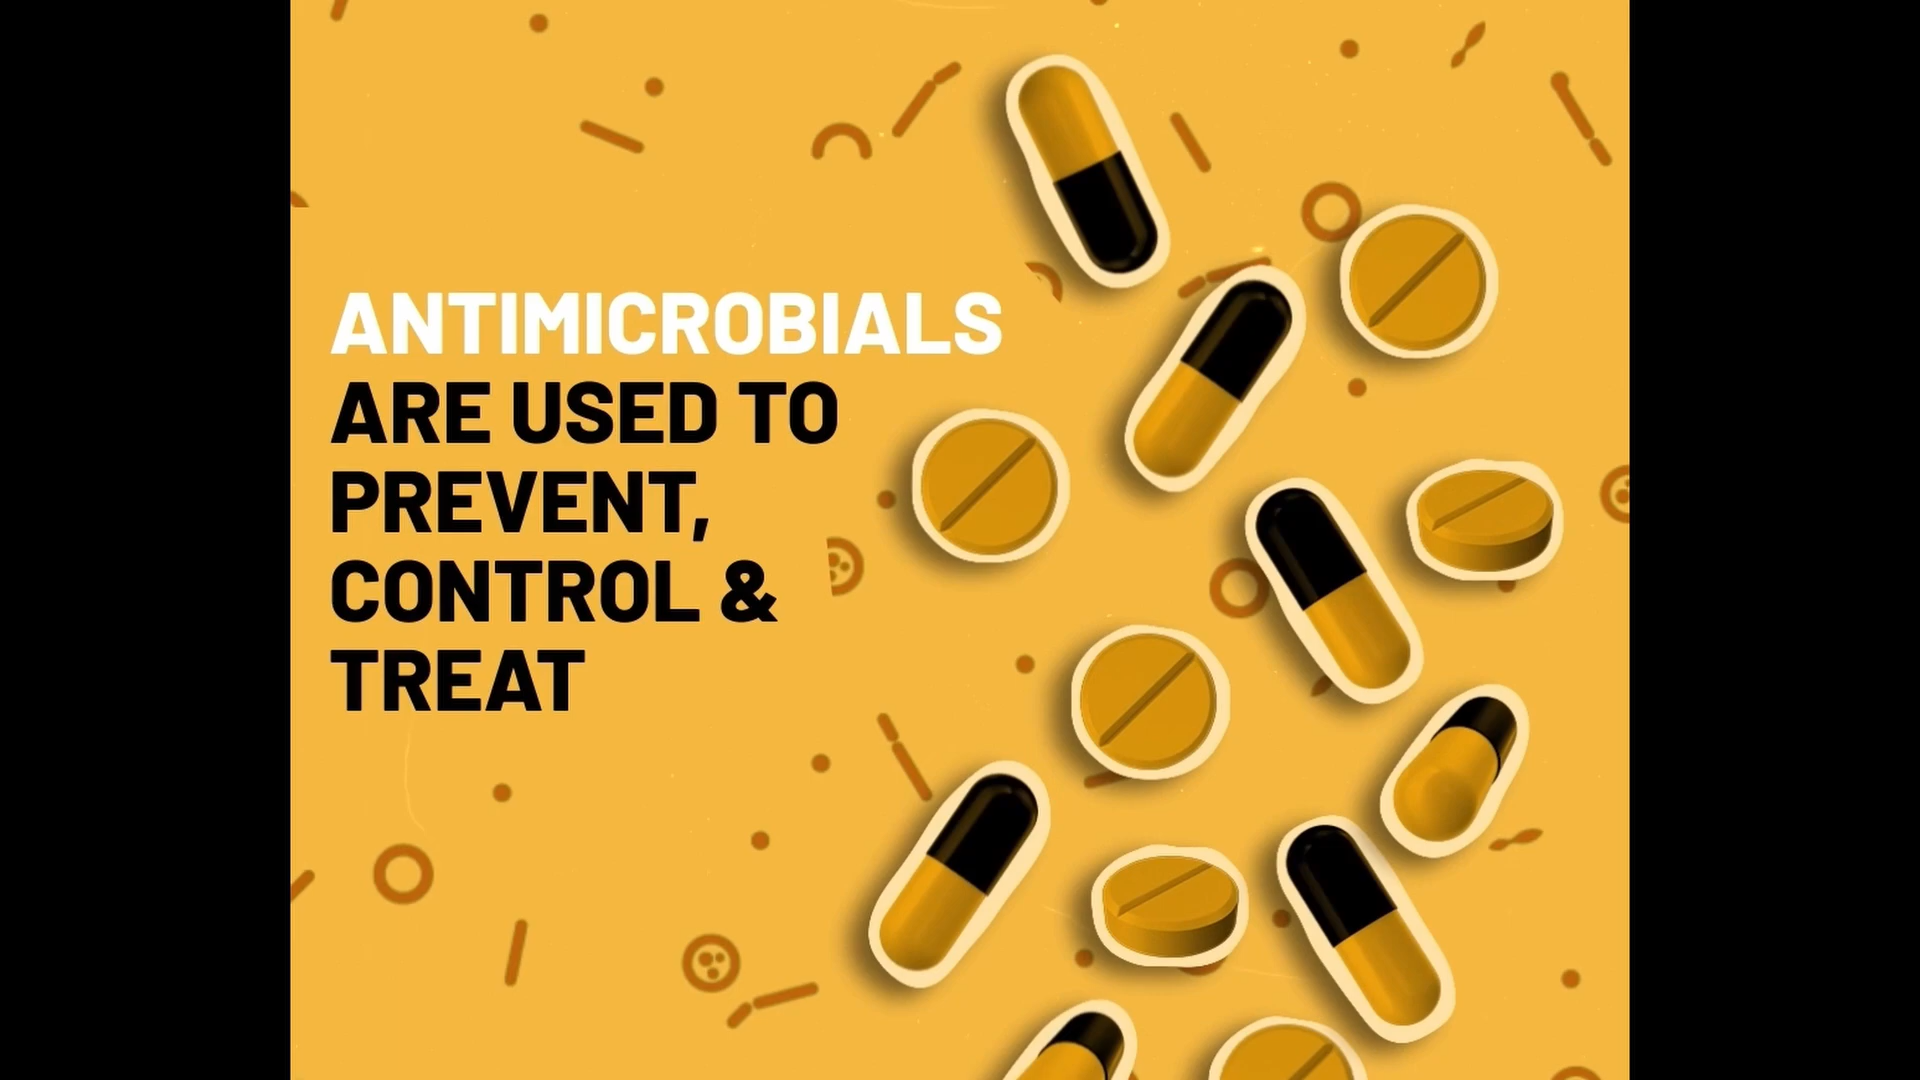 ANTIMICROBIALS
ARE USED TO
PREVENT,
CONTROL &
TREAT